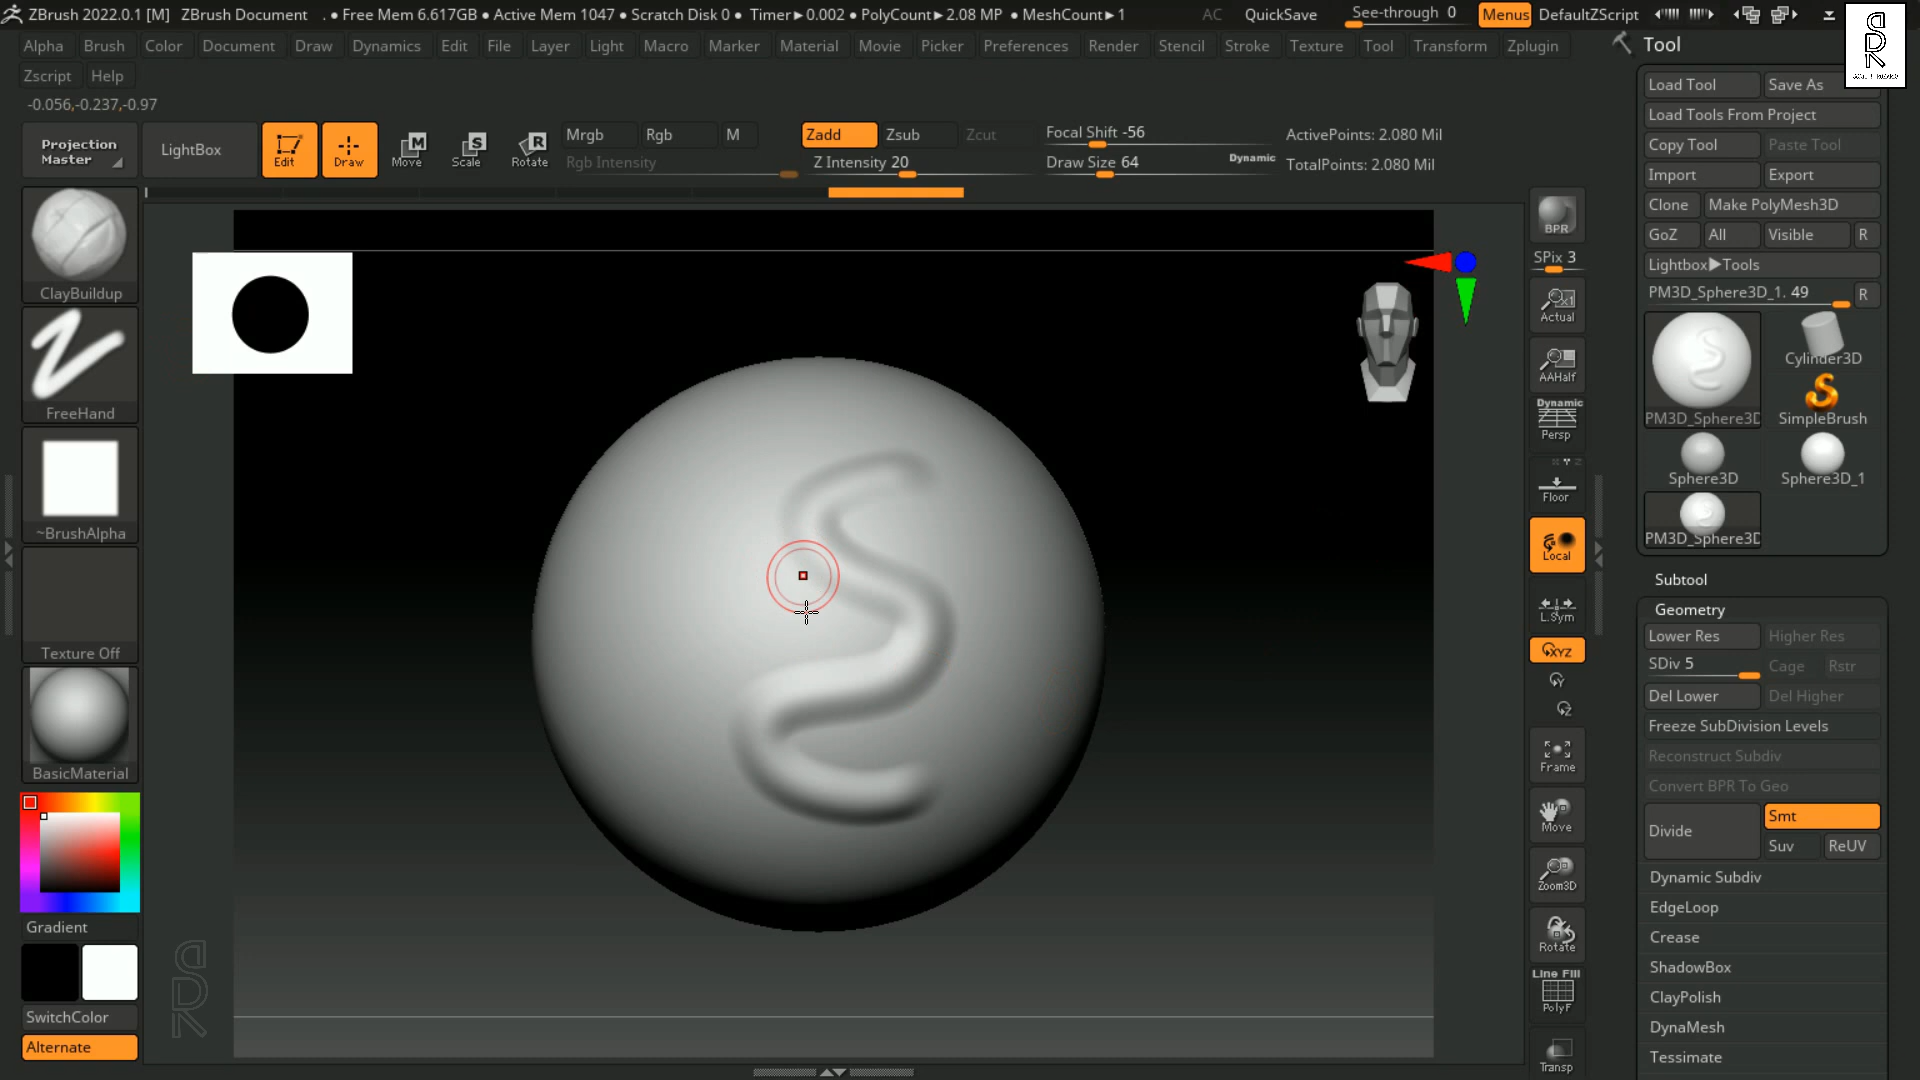 ZBrush 2022.0.1 [M] ZBrush Document . ● Free Mem 6.617GB ● Active Mem 1047 ● Scratch Disk 0 ● Timer▶0.002 ● PolyCount▶2.08 MP ● MeshCount▶1 AC QuickSave See-through 0 Menus DefaultZScript
Alpha Brush Color Document Draw Dynamics Edit File Layer Light Macro Marker Material Movie Picker Preferences Render Stencil Stroke Texture Tool Transform Zplugin
Zscript Help
-0.056,-0.237,-0.97
Projection Master
LightBox
Edit
Draw
Move
Scale
Rotate
Mrgb Rgb M
Rgb Intensity
Zadd Zsub Zcut
Z Intensity 20
Focal Shift -56
Draw Size 64
Dynamic
ActivePoints: 2.080 Mil
TotalPoints: 2.080 Mil
ClayBuildup
FreeHand
~BrushAlpha
Texture Off
BasicMaterial
Gradient
SwitchColor
Alternate
BPR
SPix 3
Actual
AAHalf
Dynamic
Persp
Floor
Local
L.Sym
XYZ
Y
Z
Frame
Move
Zoom3D
Rotate
Line Fill
PolyF
Transp
Tool
Load Tool Save As
Load Tools From Project
Copy Tool Paste Tool
Import Export
Clone Make PolyMesh3D
GoZ All Visible R
Lightbox▶Tools
PM3D_Sphere3D_1. 49 R
PM3D_Sphere3D
Cylinder3D
SimpleBrush
Sphere3D
Sphere3D_1
PM3D_Sphere3D
Subtool
Geometry
Lower Res Higher Res
SDiv 5 Cage Rstr
Del Lower Del Higher
Freeze SubDivision Levels
Reconstruct Subdiv
Convert BPR To Geo
Divide Smt
Suv ReUV
Dynamic Subdiv
EdgeLoop
Crease
ShadowBox
ClayPolish
DynaMesh
Tessimate
SDR